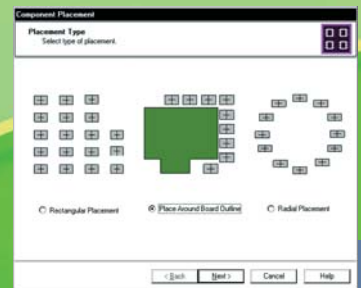 Component Placement
Placement Type
Select type of placement.
Rectangular Placement
Place Around Board Outline
Radial Placement
< Back
Next >
Cancel
Help